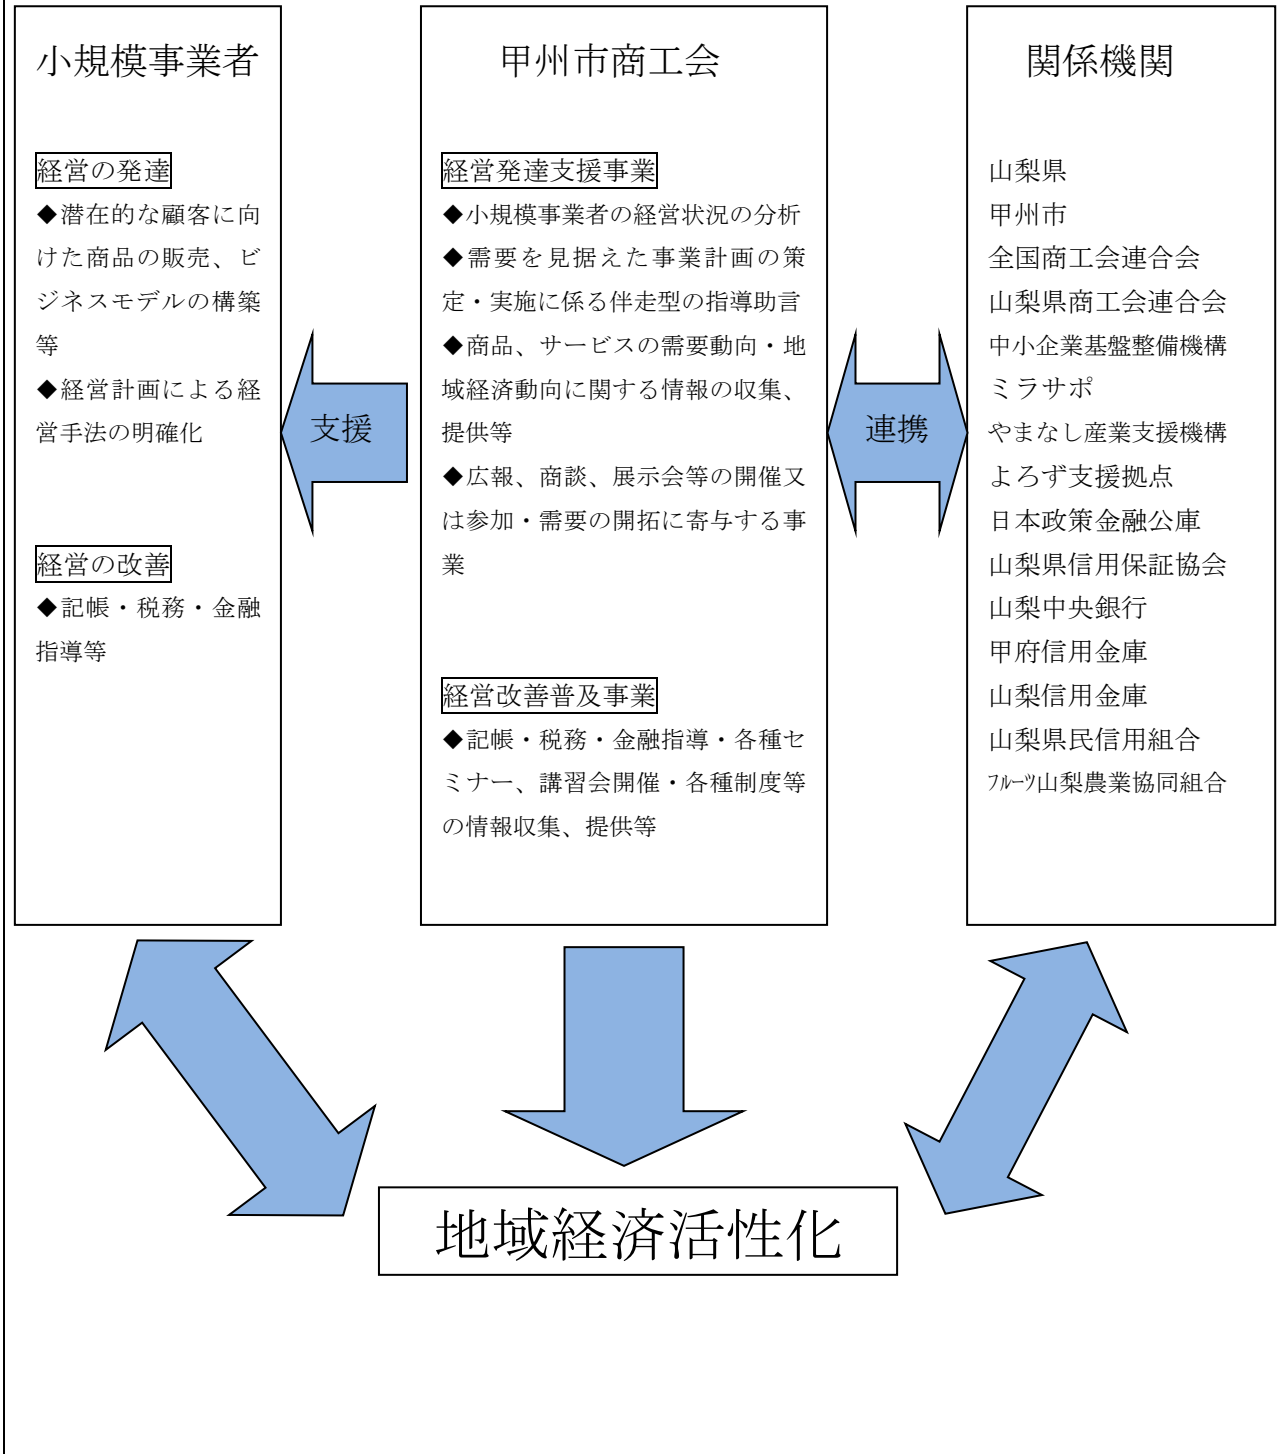 小規模事業者
経営の発達
◆潜在的な顧客に向
けた商品の販売、ビ
ジネスモデルの構築
等
◆経営計画による経
営手法の明確化
経営の改善
◆記帳・税務・金融
指導等
支援
甲州市商工会
経営発達支援事業
◆小規模事業者の経営状況の分析
◆需要を見据えた事業計画の策
定・実施に係る伴走型の指導助言
◆商品、サービスの需要動向・地
域経済動向に関する情報の収集、
提供等
◆広報、商談、展示会等の開催又
は参加・需要の開拓に寄与する事
業
経営改善普及事業
◆記帳・税務・金融指導・各種セ
ミナー、講習会開催・各種制度等
の情報収集、提供等
連携
関係機関
山梨県
甲州市
全国商工会連合会
山梨県商工会連合会
中小企業基盤整備機構
ミラサポ
やまなし産業支援機構
よろず支援拠点
日本政策金融公庫
山梨県信用保証協会
山梨中央銀行
甲府信用金庫
山梨信用金庫
山梨県民信用組合
ﾌﾙｰﾂ山梨農業協同組合
地域経済活性化